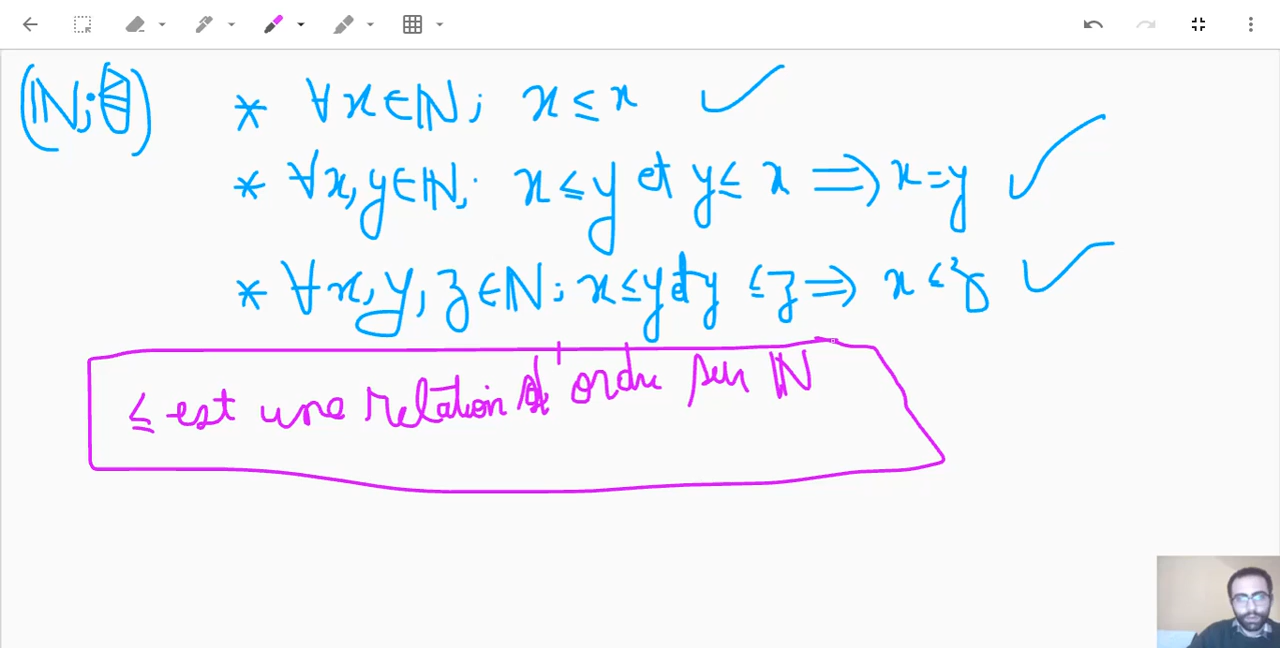 (ℕ; ≤) * ∀x∈ℕ; x ≤ x ✓
* ∀x,y∈ℕ; x ≤ y et y ≤ x ⟹ x = y ✓
* ∀x, y, z ∈ ℕ; x ≤ y et y ≤ z ⟹ x ≤ z ✓
≤ est une relation d'ordre sur ℕ